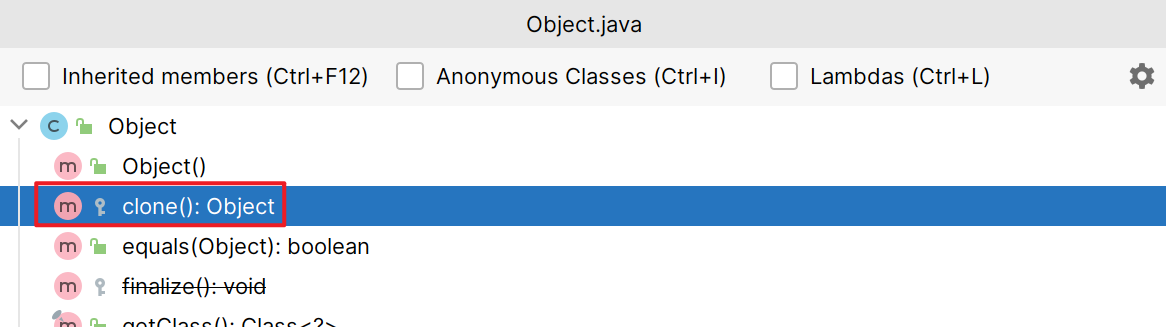 Object.java
Inherited members (Ctrl+F12) Anonymous Classes (Ctrl+I) Lambdas (Ctrl+L)
C Object
m Object()
m clone(): Object
m equals(Object): boolean
m finalize(): void
m getClass(): Class<?>